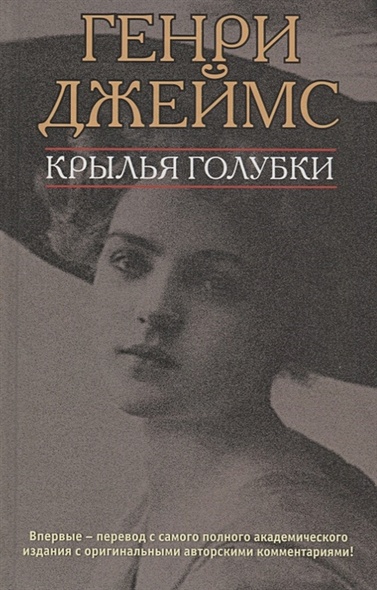 ГЕНРИ
ДЖЕЙМС
КРЫЛЬЯ ГОЛУБКИ
Впервые – перевод с самого полного академического
издания с оригинальными авторскими комментариями!